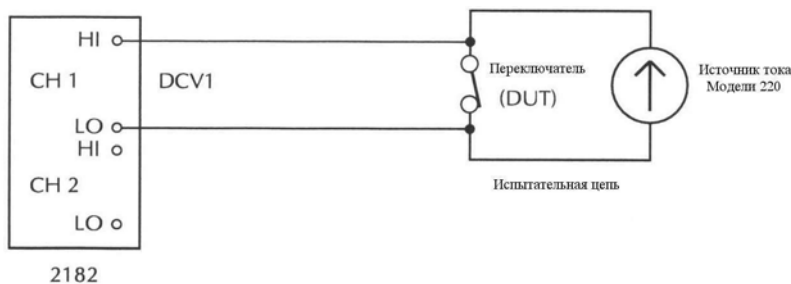 HI
CH 1
DCV1
LO
HI
CH 2
LO
2182
Переключатель
(DUT)
Источник тока
Модели 220
Испытательная цепь